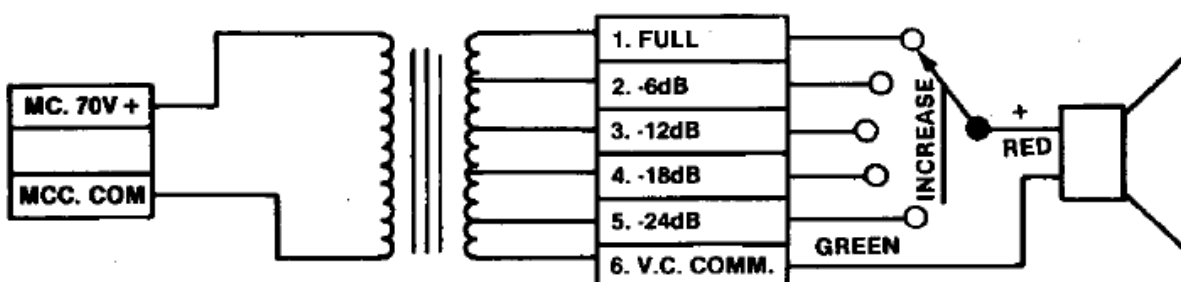 MC. 70V +
MCC. COM
1. FULL
2. -6dB
3. -12dB
4. -18dB
5. -24dB
6. V.C. COMM.
INCREASE
GREEN
+
RED